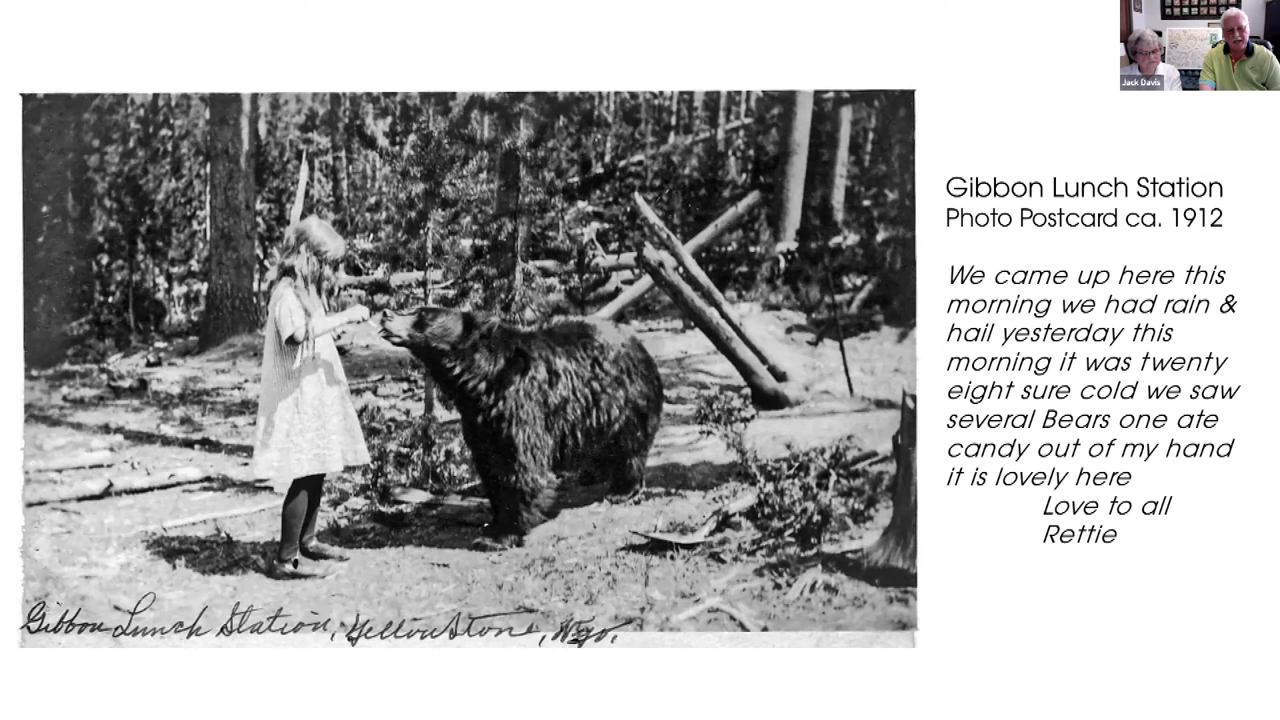 Jack Davis
Gibbon Lunch Station
Photo Postcard ca. 1912
We came up here this
morning we had rain &
hail yesterday this
morning it was twenty
eight sure cold we saw
several Bears one ate
candy out of my hand
it is lovely here
Love to all
Rettie
Gibbon Lunch Station, YellowStone, Wyo.